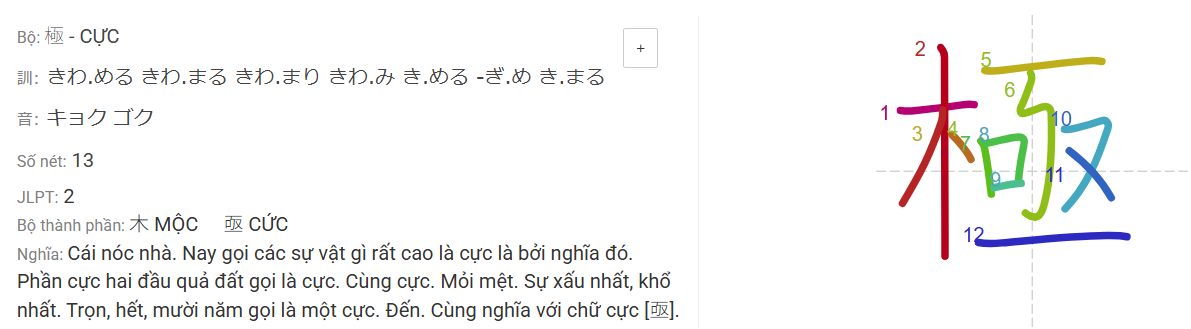 Bộ: 極 - CỰC
+
訓: きわ.める きわ.まる きわ.まり きわ.み き.める -ぎ.め き.まる
音: キョク ゴク
Số nét: 13
JLPT: 2
Bộ thành phần: 木 MỘC 亟 CỨC
Nghĩa: Cái nóc nhà. Nay gọi các sự vật gì rất cao là cực là bởi nghĩa đó.
Phần cực hai đầu quả đất gọi là cực. Cùng cực. Mỏi mệt. Sự xấu nhất, khổ
nhất. Trọn, hết, mười năm gọi là một cực. Đến. Cùng nghĩa với chữ cực [亟].
極
1 2 3 4 5 6 7 8 9 10 11 12